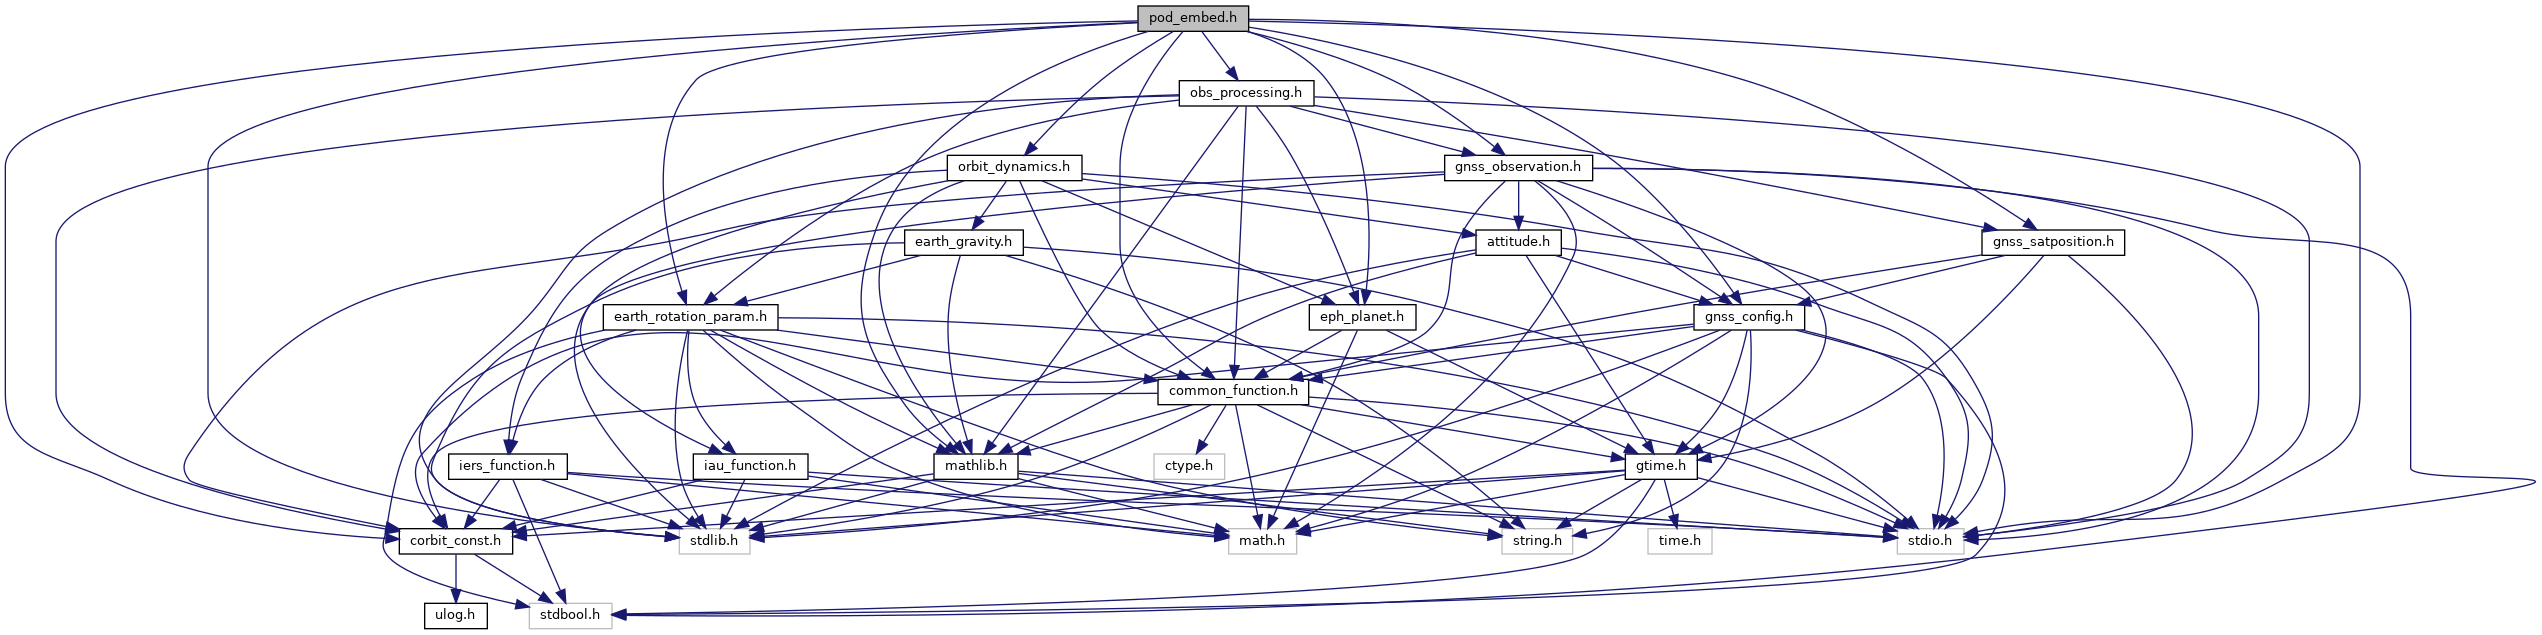 pod_embed.h
obs_processing.h
orbit_dynamics.h
gnss_observation.h
earth_gravity.h
attitude.h
gnss_satposition.h
earth_rotation_param.h
eph_planet.h
gnss_config.h
common_function.h
iers_function.h
iau_function.h
mathlib.h
ctype.h
gtime.h
corbit_const.h
stdlib.h
math.h
string.h
time.h
stdio.h
ulog.h
stdbool.h